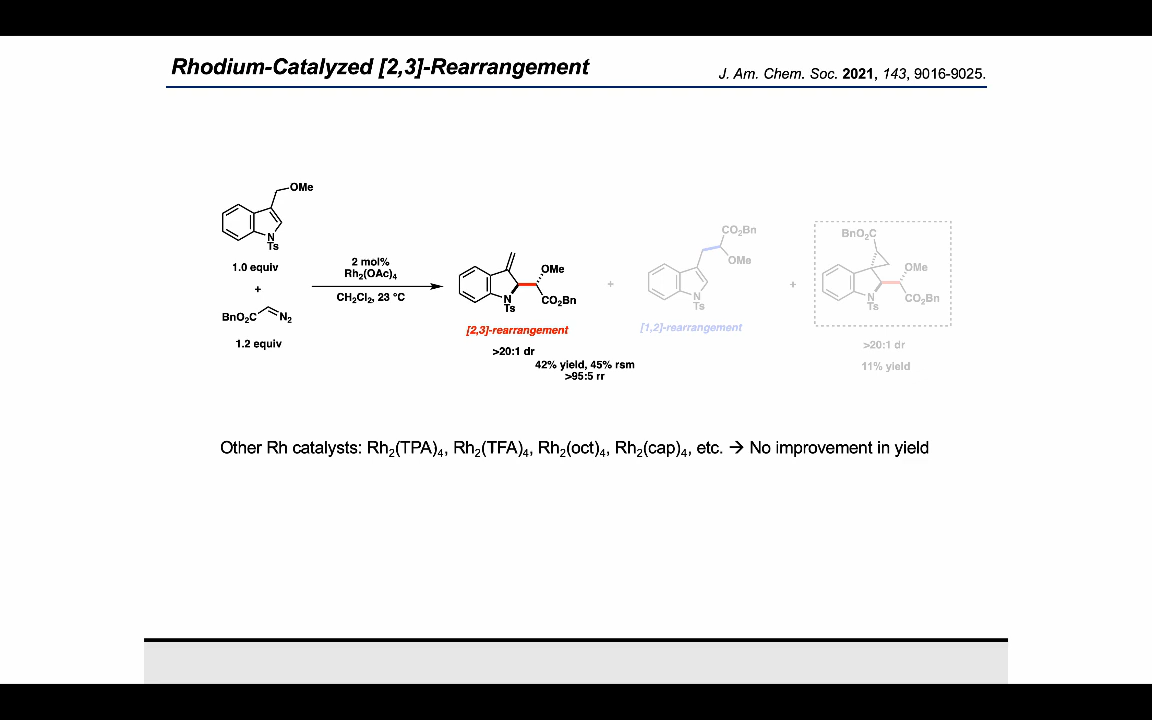 Rhodium-Catalyzed [2,3]-Rearrangement
J. Am. Chem. Soc. 2021, 143, 9016-9025.
OMe
N
Ts
1.0 equiv
+
BnO₂C
N₂
1.2 equiv
2 mol%
Rh₂(OAc)₄
CH₂Cl₂, 23 °C
OMe
N
Ts
CO₂Bn
[2,3]-rearrangement
>20:1 dr
42% yield, 45% rsm
>95:5 rr
+
CO₂Bn
OMe
N
Ts
[1,2]-rearrangement
+
BnO₂C
OMe
N
Ts
CO₂Bn
>20:1 dr
11% yield
Other Rh catalysts: Rh₂(TPA)₄, Rh₂(TFA)₄, Rh₂(oct)₄, Rh₂(cap)₄, etc. → No improvement in yield